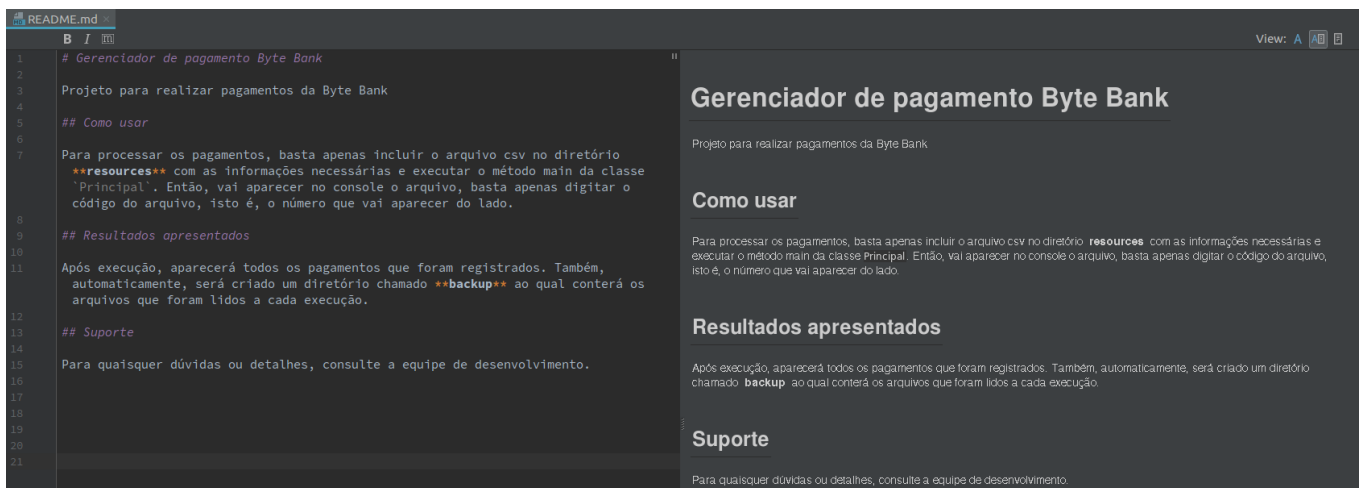 README.md
B I m
View: A
1 # Gerenciador de pagamento Byte Bank
2
3 Projeto para realizar pagamentos da Byte Bank
4
5 ## Como usar
6
7 Para processar os pagamentos, basta apenas incluir o arquivo csv no diretório
**resources** com as informações necessárias e executar o método main da classe
`Principal`. Então, vai aparecer no console o arquivo, basta apenas digitar o
código do arquivo, isto é, o número que vai aparecer do lado.
8
9 ## Resultados apresentados
10
11 Após execução, aparecerá todos os pagamentos que foram registrados. Também,
automaticamente, será criado um diretório chamado **backup** ao qual conterá os
arquivos que foram lidos a cada execução.
12
13 ## Suporte
14
15 Para quaisquer dúvidas ou detalhes, consulte a equipe de desenvolvimento.
16
17
18
19
20
21
Gerenciador de pagamento Byte Bank
Projeto para realizar pagamentos da Byte Bank
Como usar
Para processar os pagamentos, basta apenas incluir o arquivo csv no diretório resources com as informações necessárias e
executar o método main da classe Principal. Então, vai aparecer no console o arquivo, basta apenas digitar o código do arquivo,
isto é, o número que vai aparecer do lado.
Resultados apresentados
Após execução, aparecerá todos os pagamentos que foram registrados. Também, automaticamente, será criado um diretório
chamado backup ao qual conterá os arquivos que foram lidos a cada execução.
Suporte
Para quaisquer dúvidas ou detalhes, consulte a equipe de desenvolvimento.